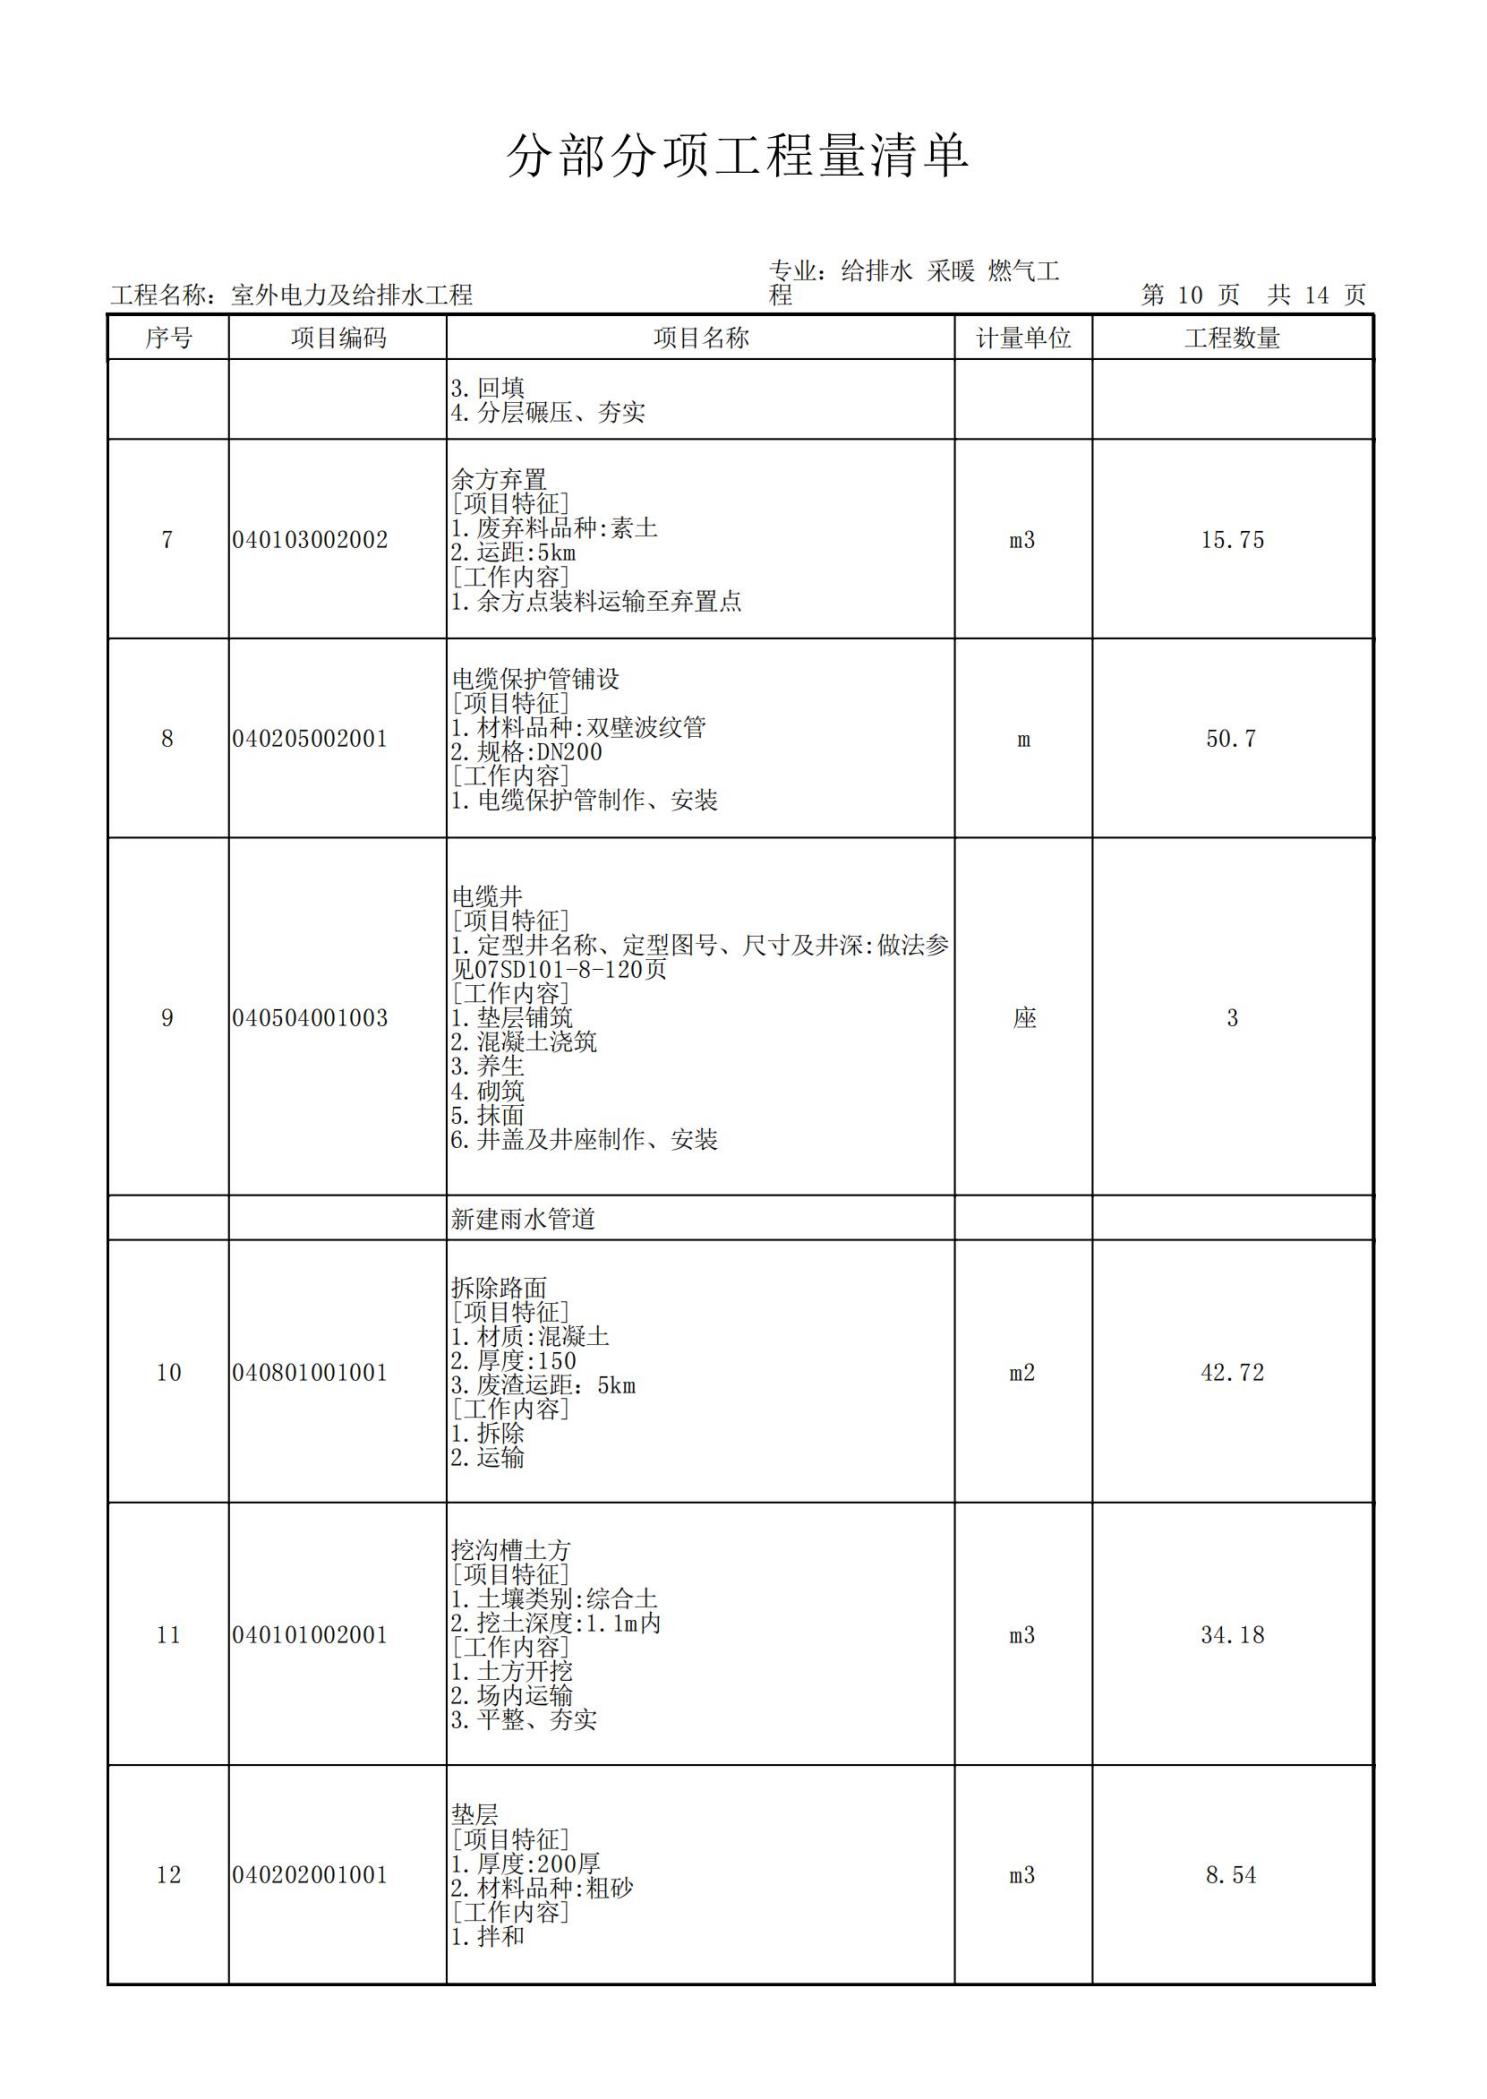 分部分项工程量清单
专业：给排水 采暖 燃气工
工程名称：室外电力及给排水工程 程 第 10 页 共 14 页
序号 项目编码 项目名称 计量单位 工程数量
3.回填
4.分层碾压、夯实
余方弃置
[项目特征]
1.废弃料品种:素土
7 040103002002 m3 15.75
2.运距:5km
[工作内容]
1.余方点装料运输至弃置点
电缆保护管铺设
[项目特征]
1.材料品种:双壁波纹管
8 040205002001 m 50.7
2.规格:DN200
[工作内容]
1.电缆保护管制作、安装
电缆井
[项目特征]
1.定型井名称、定型图号、尺寸及井深:做法参
见07SD101-8-120页
[工作内容]
9 040504001003 1.垫层铺筑 座 3
2.混凝土浇筑
3.养生
4.砌筑
5.抹面
6.井盖及井座制作、安装
新建雨水管道
拆除路面
[项目特征]
1.材质:混凝土
2.厚度:150
10 040801001001 m2 42.72
3.废渣运距：5km
[工作内容]
1.拆除
2.运输
挖沟槽土方
[项目特征]
1.土壤类别:综合土
2.挖土深度:1.1m内
11 040101002001 m3 34.18
[工作内容]
1.土方开挖
2.场内运输
3.平整、夯实
垫层
[项目特征]
1.厚度:200厚
12 040202001001 m3 8.54
2.材料品种:粗砂
[工作内容]
1.拌和